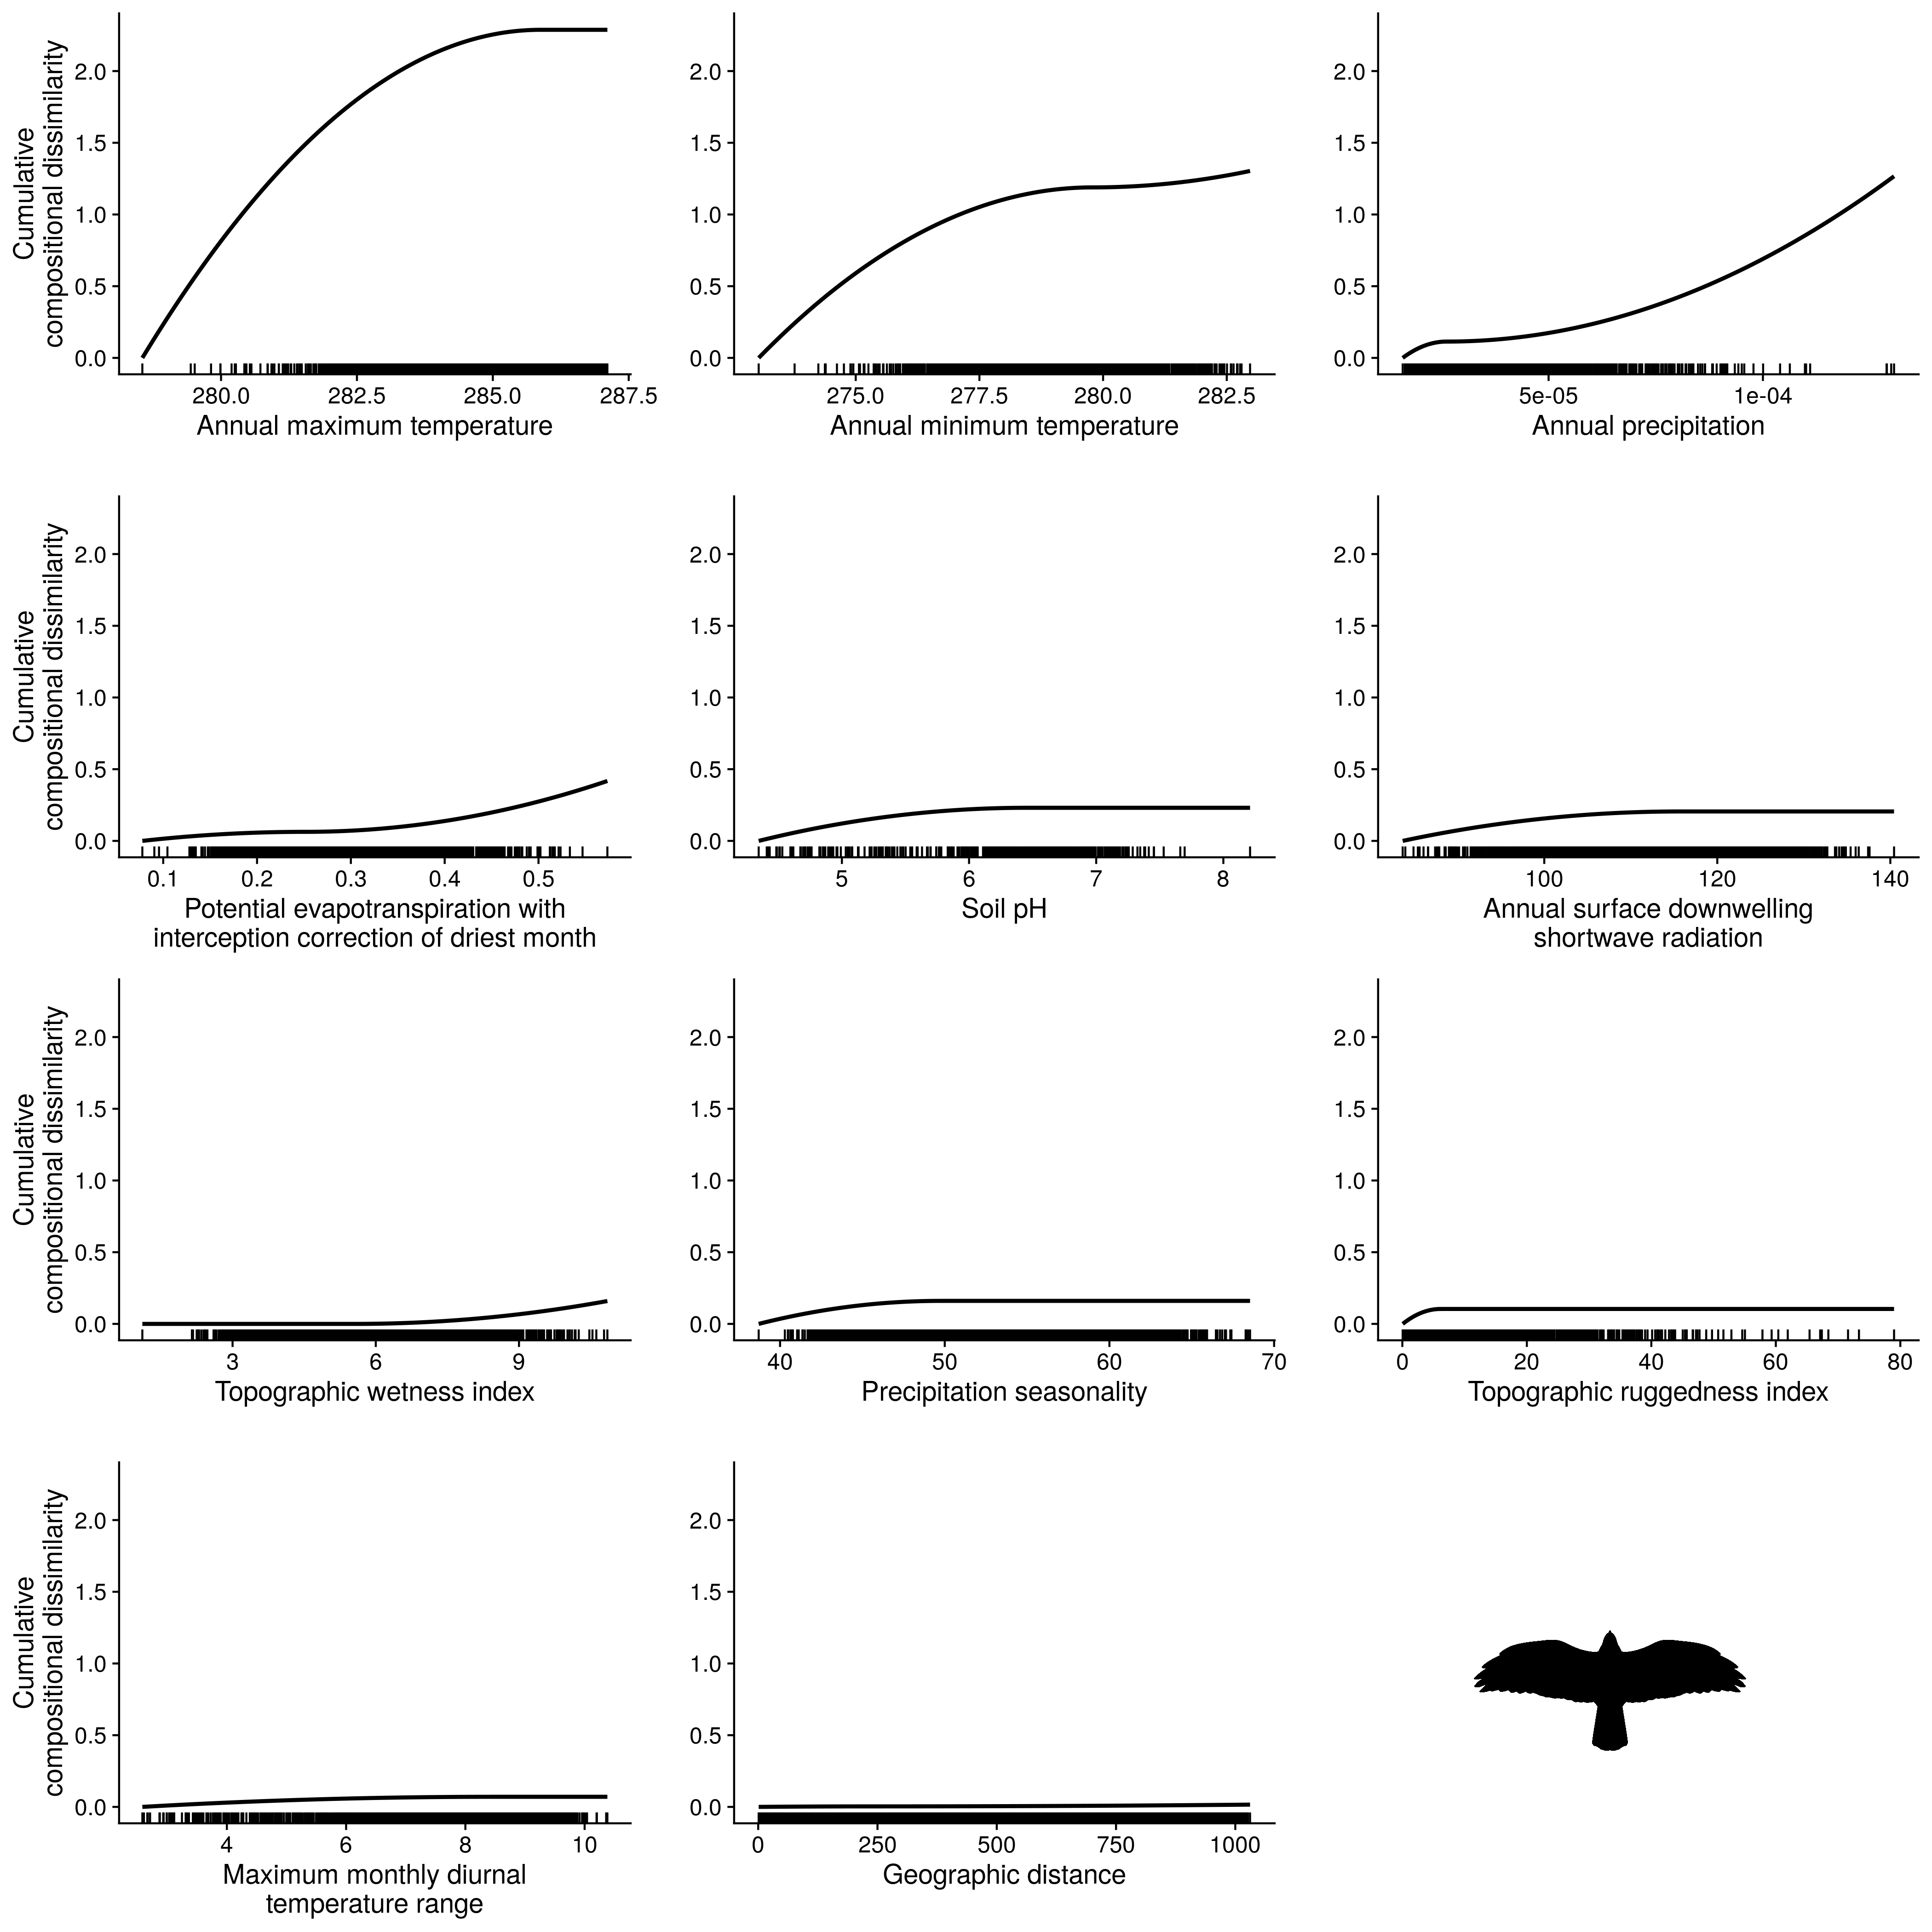 Cumulative
compositional dissimilarity
2.0
1.5
1.0
0.5
0.0
280.0 282.5 285.0 287.5
Annual maximum temperature
2.0
1.5
1.0
0.5
0.0
275.0 277.5 280.0 282.5
Annual minimum temperature
2.0
1.5
1.0
0.5
0.0
5e-05 1e-04
Annual precipitation
Cumulative
compositional dissimilarity
2.0
1.5
1.0
0.5
0.0
0.1 0.2 0.3 0.4 0.5
Potential evapotranspiration with
interception correction of driest month
2.0
1.5
1.0
0.5
0.0
5 6 7 8
Soil pH
2.0
1.5
1.0
0.5
0.0
100 120 140
Annual surface downwelling
shortwave radiation
Cumulative
compositional dissimilarity
2.0
1.5
1.0
0.5
0.0
3 6 9
Topographic wetness index
2.0
1.5
1.0
0.5
0.0
40 50 60 70
Precipitation seasonality
2.0
1.5
1.0
0.5
0.0
0 20 40 60 80
Topographic ruggedness index
Cumulative
compositional dissimilarity
2.0
1.5
1.0
0.5
0.0
4 6 8 10
Maximum monthly diurnal
temperature range
2.0
1.5
1.0
0.5
0.0
0 250 500 750 1000
Geographic distance